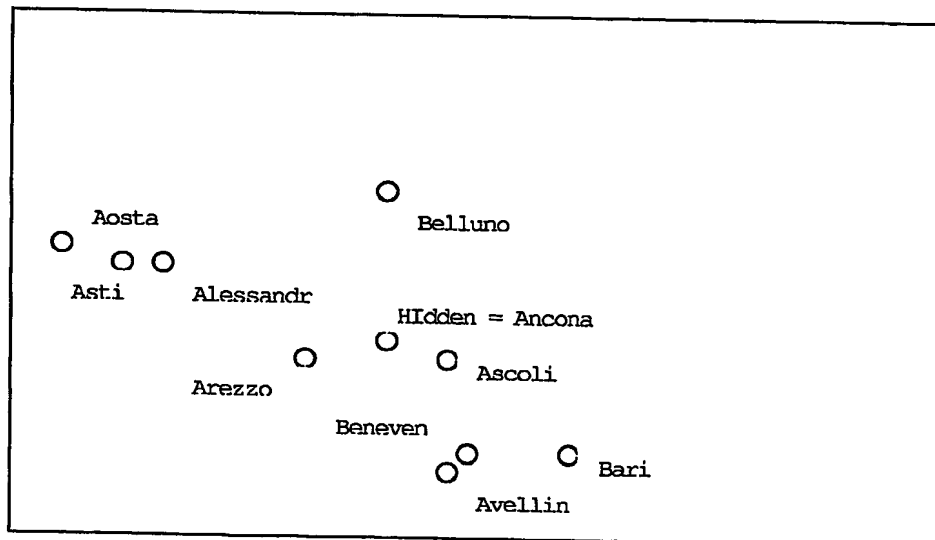 Aosta
Belluno
Asti
Alessandr
HIdden = Ancona
Ascoli
Arezzo
Beneven
Bari
Avellin